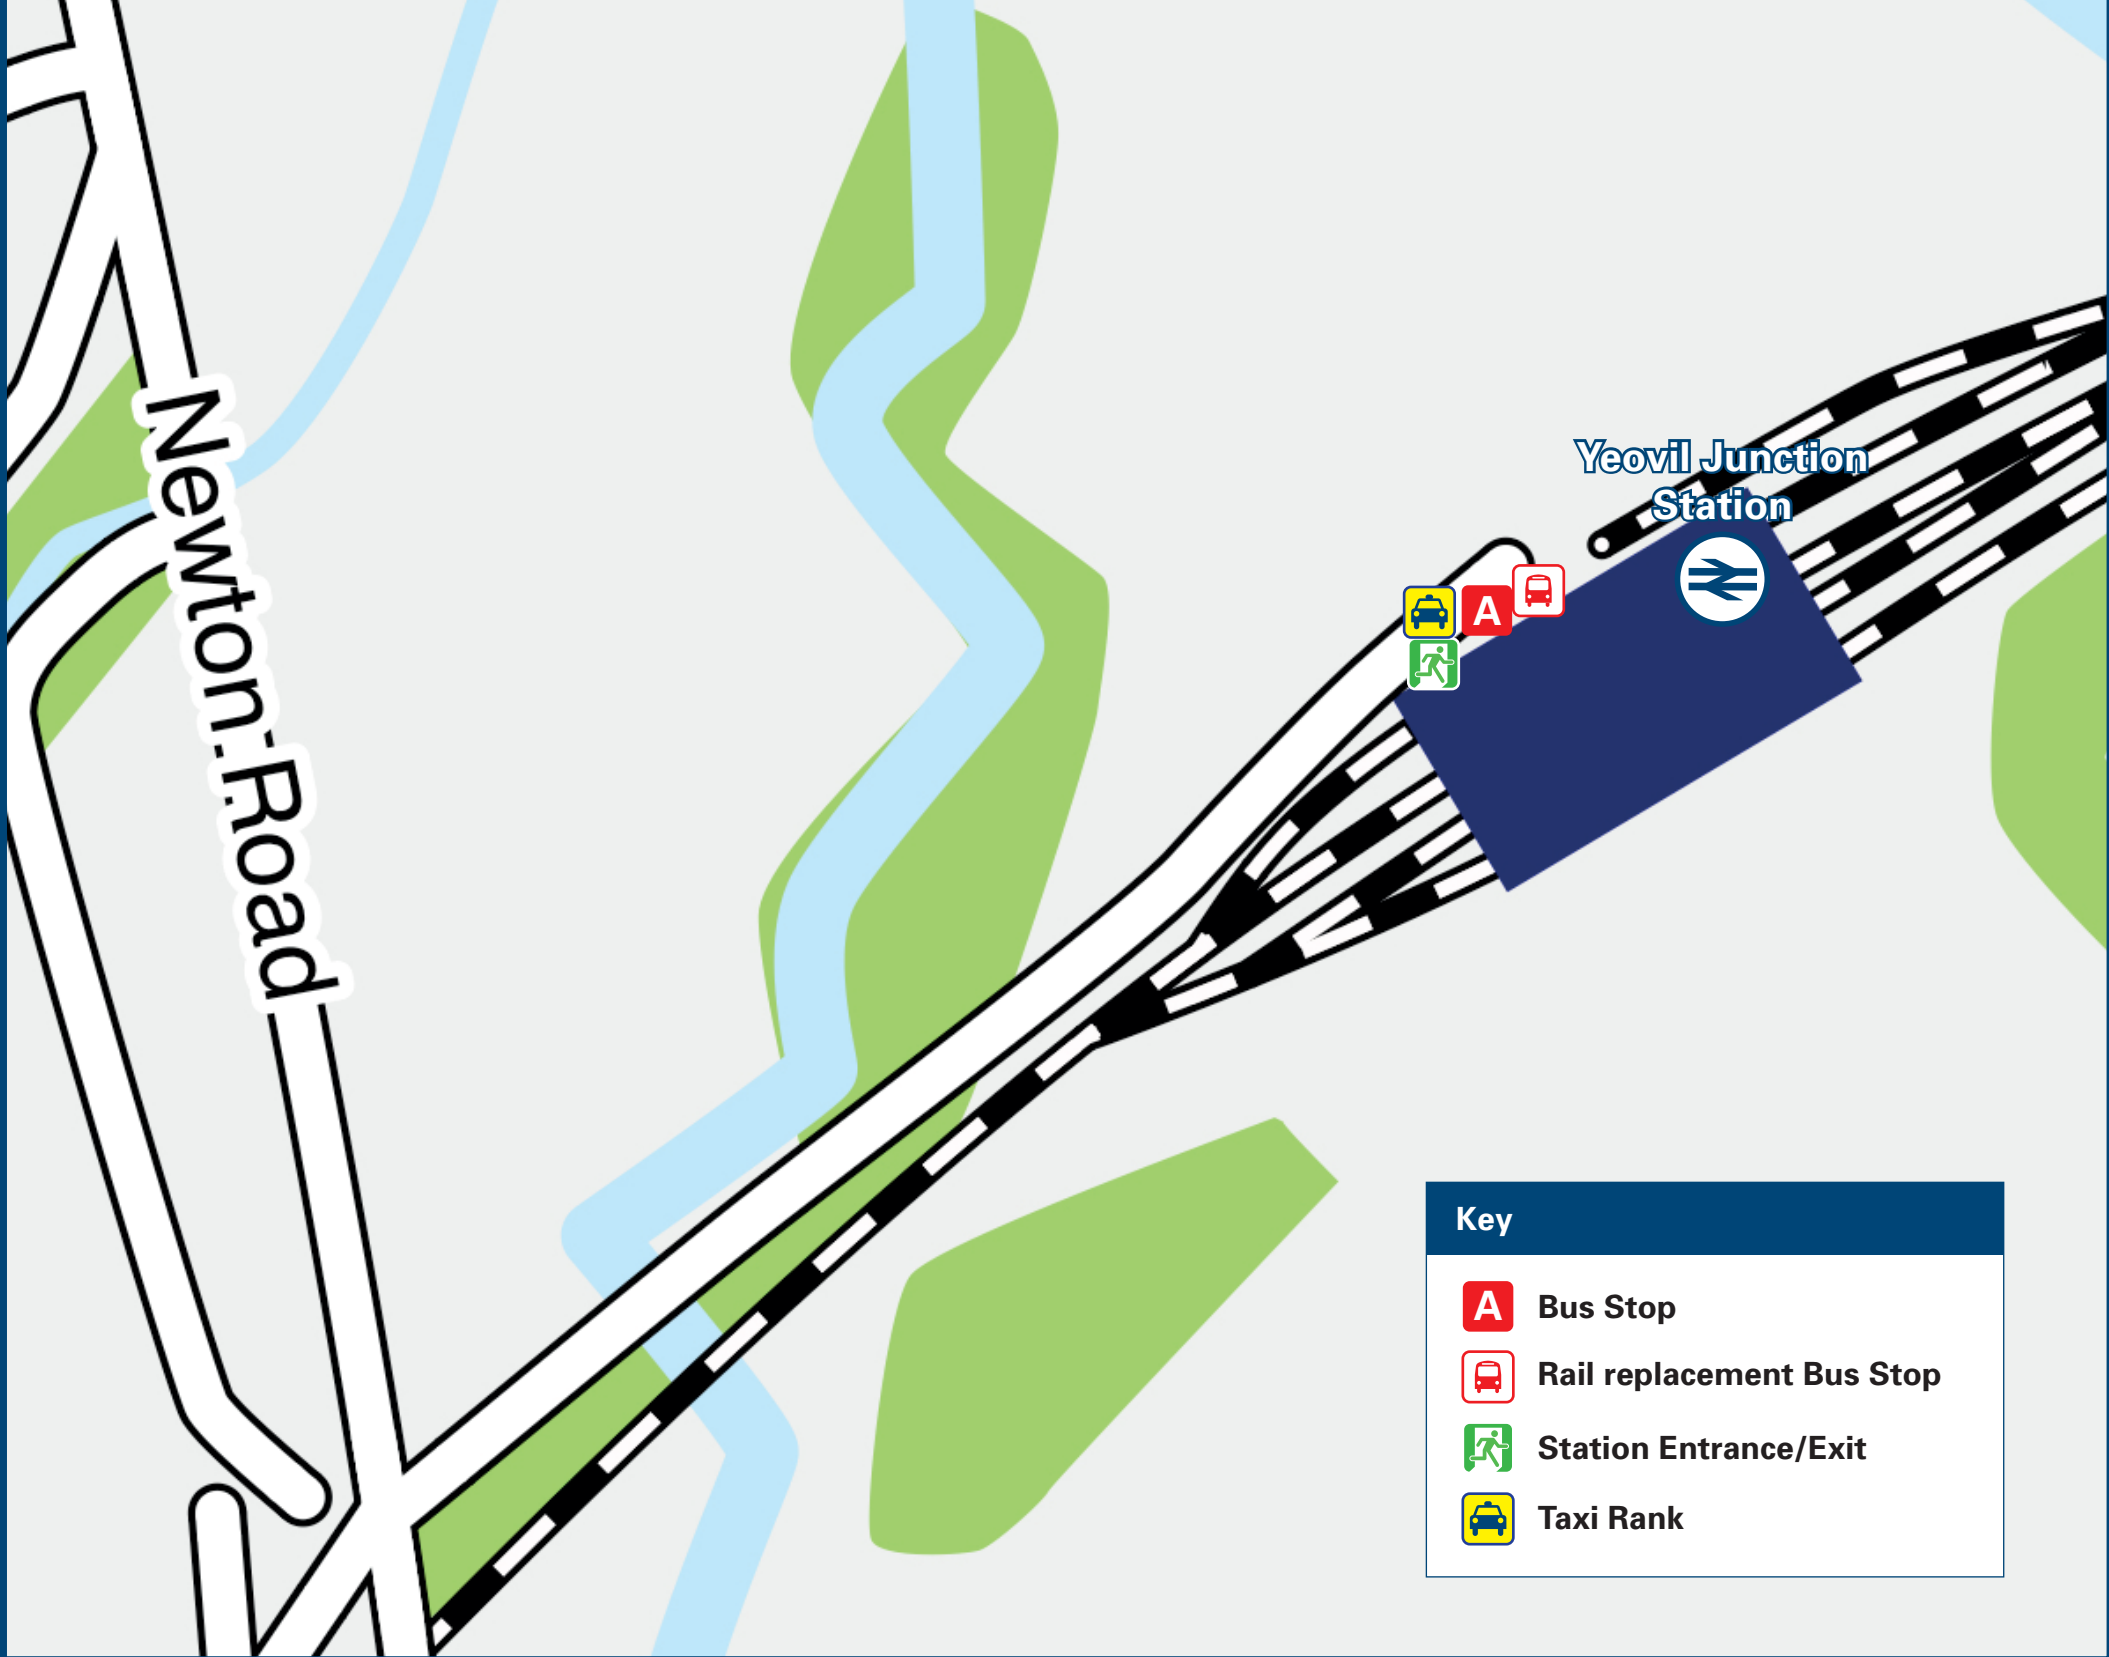 Newton Road
Yeovil Junction
Station
A
Key
A Bus Stop
Rail replacement Bus Stop
Station Entrance/Exit
Taxi Rank